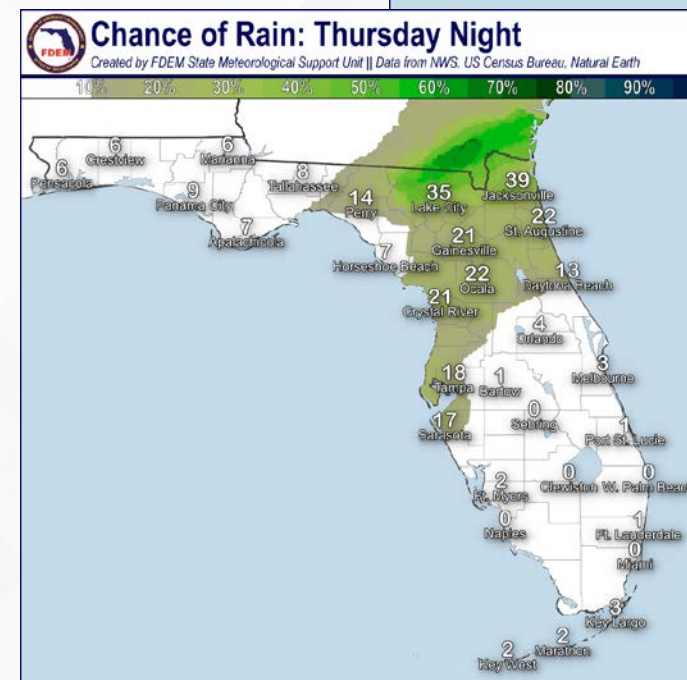 FDEM
Chance of Rain: Thursday Night
Created by FDEM State Meteorological Support Unit || Data from NWS, US Census Bureau, Natural Earth
10% 20% 30% 40% 50% 60% 70% 80% 90%
6
Crestview
6
Marianna
6
Pensacola
8
Tallahassee
9
Panama City
7
Apalachicola
14
Perry
35
Lake City
39
Jacksonville
22
St. Augustine
21
Gainesville
7
Horseshoe Beach
22
Ocala
13
Daytona Beach
21
Crystal River
4
Orlando
18
Tampa
1
Bartow
3
Melbourne
17
Sarasota
0
Sebring
1
Port St. Lucie
2
Ft. Myers
0
Clewiston
0
W. Palm Beach
0
Naples
1
Ft. Lauderdale
0
Miami
3
Key Largo
2
Marathon
2
Key West